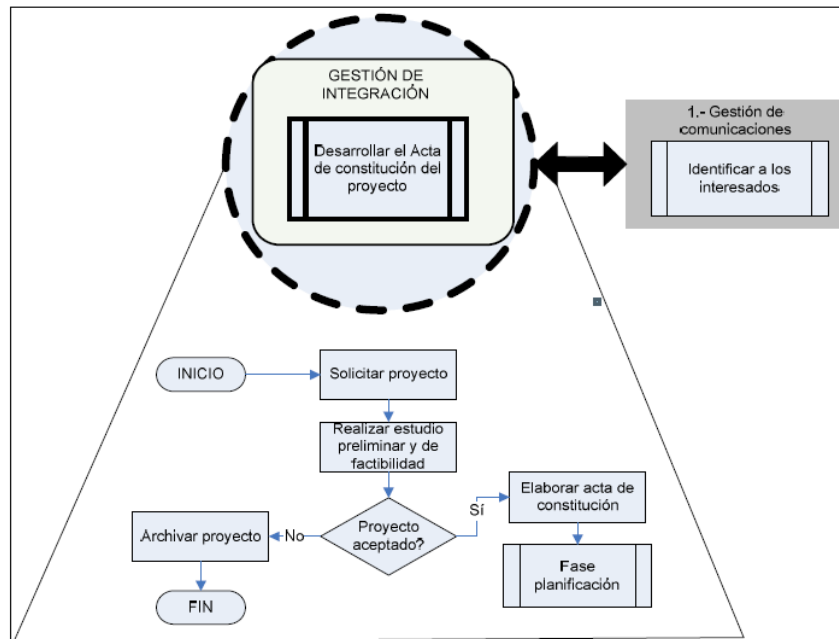 GESTIÓN DE
INTEGRACIÓN
Desarrollar el Acta
de constitución del
proyecto
1.- Gestión de
comunicaciones
Identificar a los
interesados
INICIO
Solicitar proyecto
Realizar estudio
preliminar y de
factibilidad
Proyecto
aceptado?
Sí
Elaborar acta de
constitución
No
Archivar proyecto
Fase
planificación
FIN